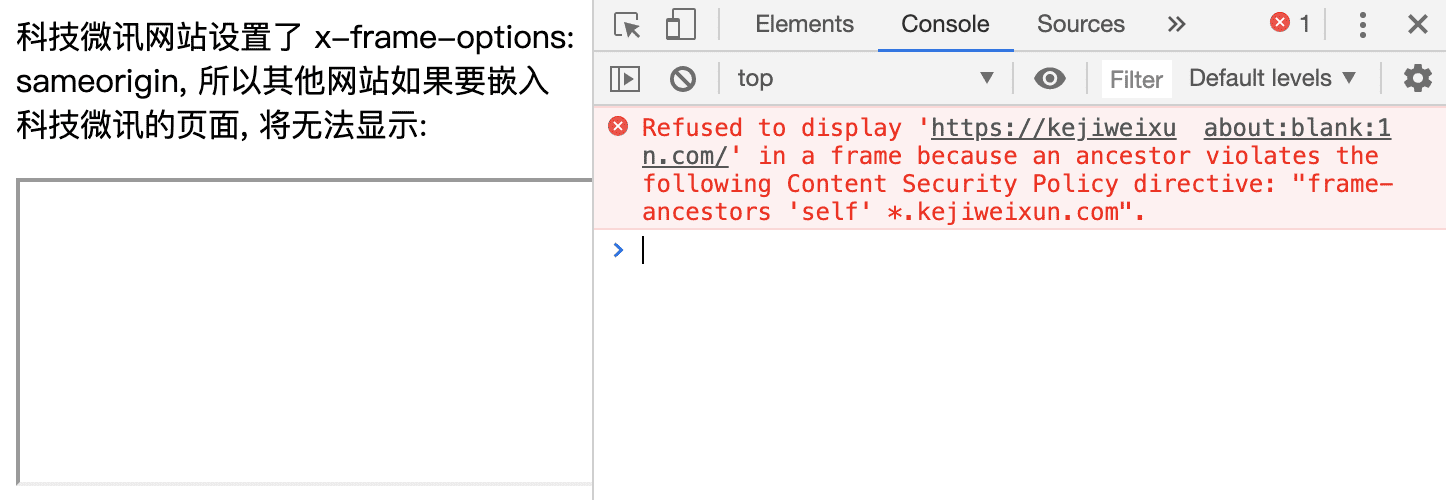 科技微讯网站设置了 x-frame-options:
sameorigin, 所以其他网站如果要嵌入
科技微讯的页面, 将无法显示:
Elements Console Sources » 1
top Filter Default levels
Refused to display 'https://kejiweixu about:blank:1
n.com/' in a frame because an ancestor violates the
following Content Security Policy directive: "frame-
ancestors 'self' *.kejiweixun.com".